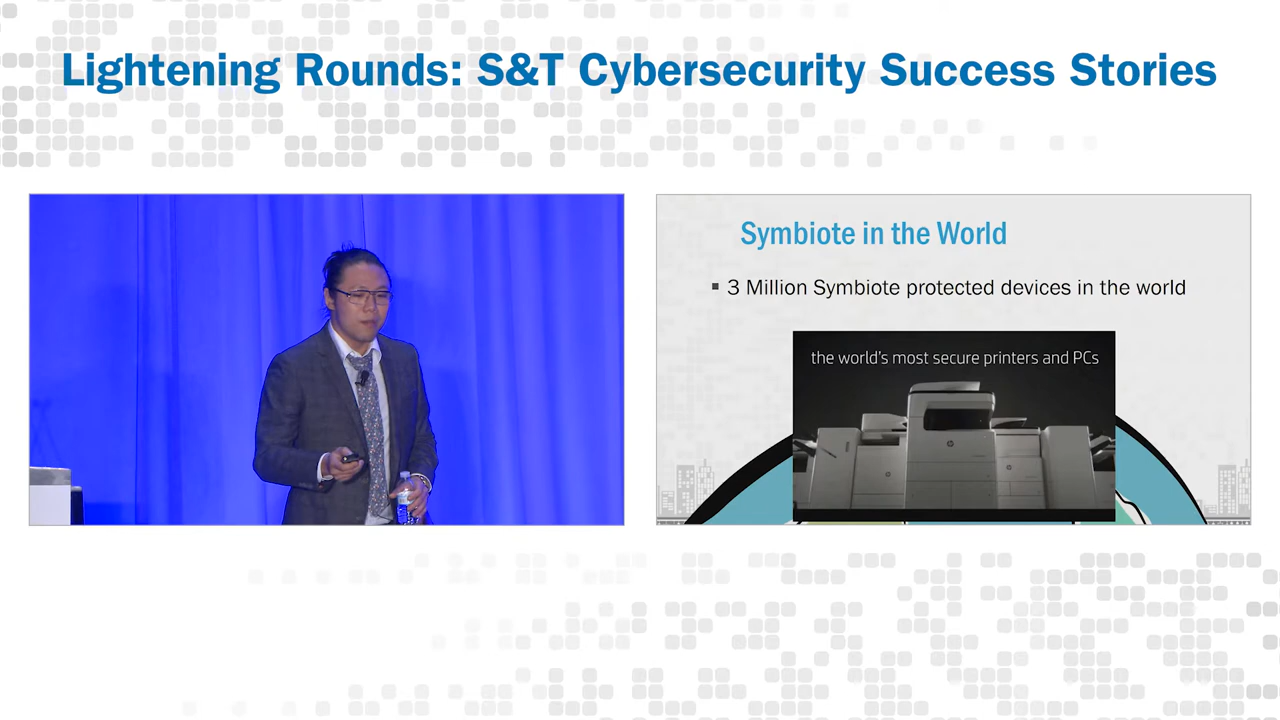 Lightening Rounds: S&T Cybersecurity Success Stories
Symbiote in the World
▪ 3 Million Symbiote protected devices in the world
the world's most secure printers and PCs